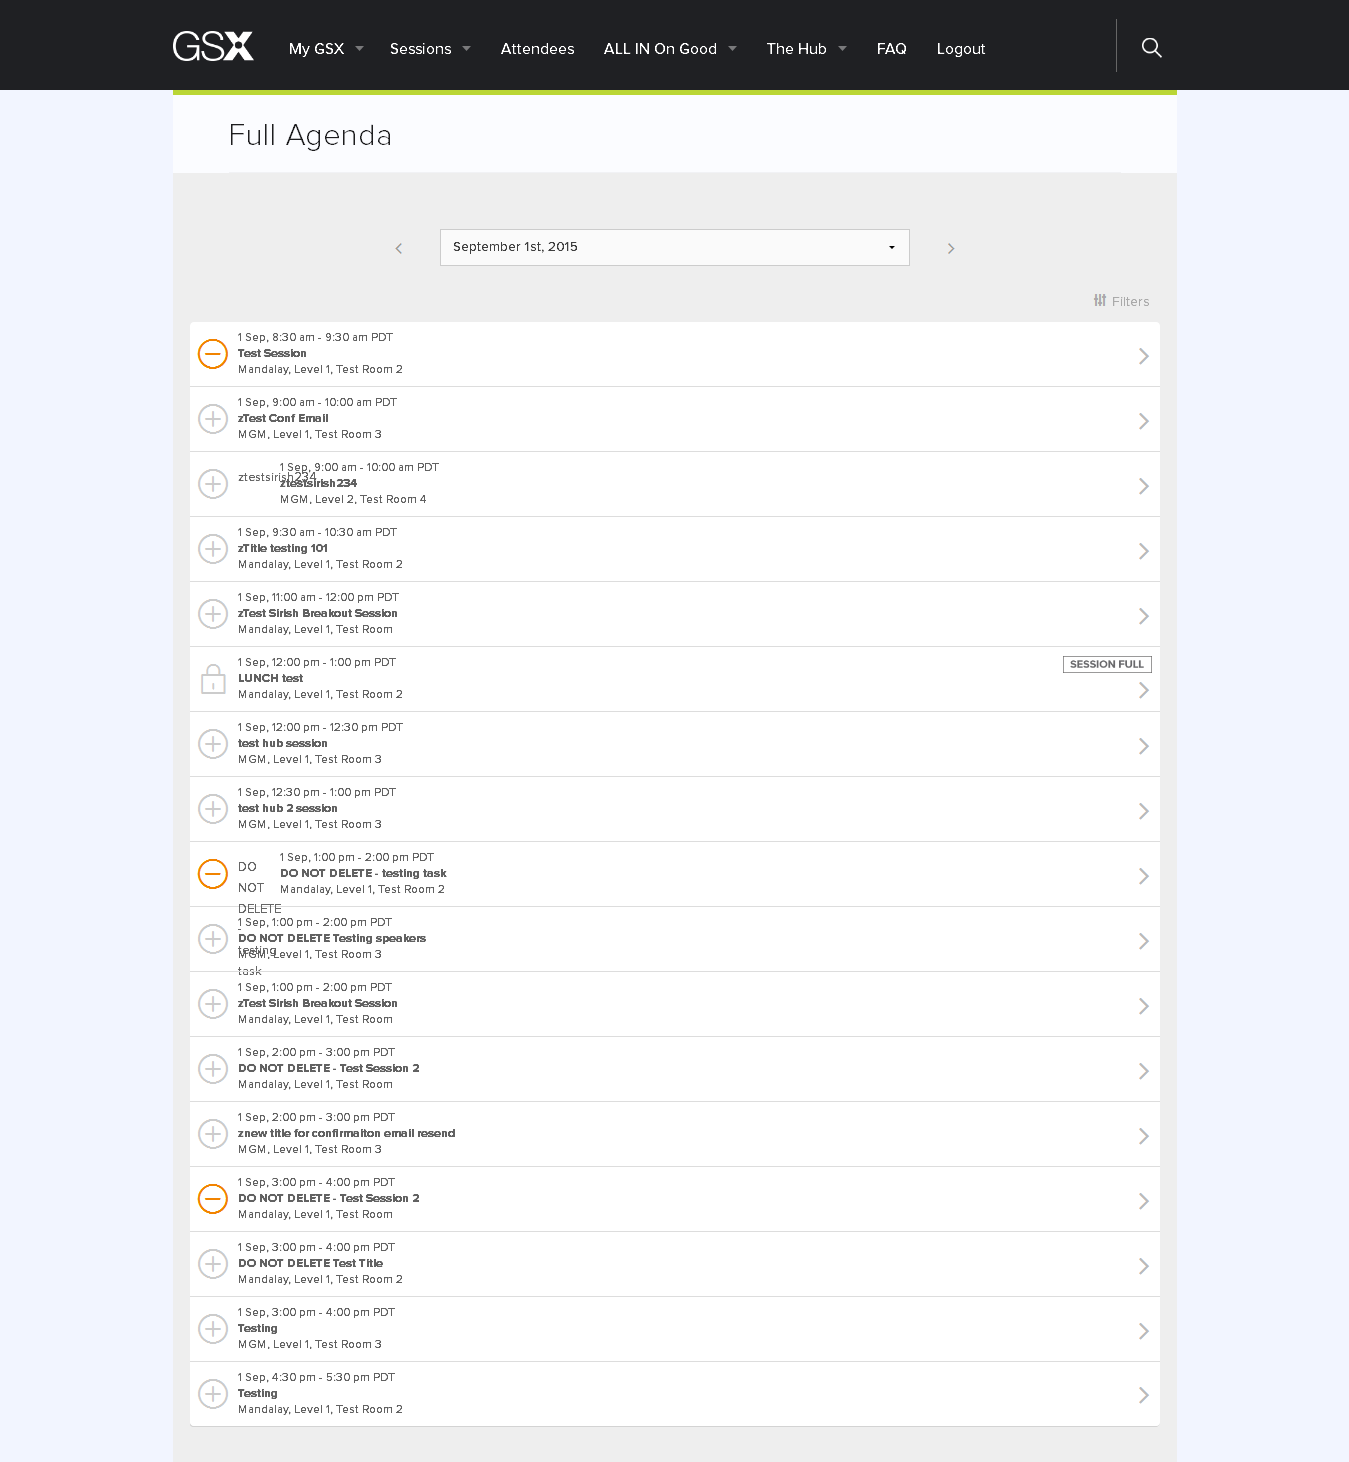 GSX
My GSX Sessions Attendees ALL IN On Good The Hub FAQ Logout
Full Agenda
September 1st, 2015
Filters
1 Sep, 8:30 am - 9:30 am PDT
Test Session
Mandalay, Level 1, Test Room 2
1 Sep, 9:00 am - 10:00 am PDT
zTest Conf Email
MGM, Level 1, Test Room 3
ztestsirish234
1 Sep, 9:00 am - 10:00 am PDT
ztestsirish234
MGM, Level 2, Test Room 4
1 Sep, 9:30 am - 10:30 am PDT
zTitle testing 101
Mandalay, Level 1, Test Room 2
1 Sep, 11:00 am - 12:00 pm PDT
zTest Sirish Breakout Session
Mandalay, Level 1, Test Room
1 Sep, 12:00 pm - 1:00 pm PDT
SESSION FULL
LUNCH test
Mandalay, Level 1, Test Room 2
1 Sep, 12:00 pm - 12:30 pm PDT
test hub session
MGM, Level 1, Test Room 3
1 Sep, 12:30 pm - 1:00 pm PDT
test hub 2 session
MGM, Level 1, Test Room 3
DO
NOT
DELETE
-
testing
task
1 Sep, 1:00 pm - 2:00 pm PDT
DO NOT DELETE - testing task
Mandalay, Level 1, Test Room 2
1 Sep, 1:00 pm - 2:00 pm PDT
DO NOT DELETE Testing speakers
MGM, Level 1, Test Room 3
1 Sep, 1:00 pm - 2:00 pm PDT
zTest Sirish Breakout Session
Mandalay, Level 1, Test Room
1 Sep, 2:00 pm - 3:00 pm PDT
DO NOT DELETE - Test Session 2
Mandalay, Level 1, Test Room
1 Sep, 2:00 pm - 3:00 pm PDT
znew title for confirmaiton email resend
MGM, Level 1, Test Room 3
1 Sep, 3:00 pm - 4:00 pm PDT
DO NOT DELETE - Test Session 2
Mandalay, Level 1, Test Room
1 Sep, 3:00 pm - 4:00 pm PDT
DO NOT DELETE Test Title
Mandalay, Level 1, Test Room 2
1 Sep, 3:00 pm - 4:00 pm PDT
Testing
MGM, Level 1, Test Room 3
1 Sep, 4:30 pm - 5:30 pm PDT
Testing
Mandalay, Level 1, Test Room 2